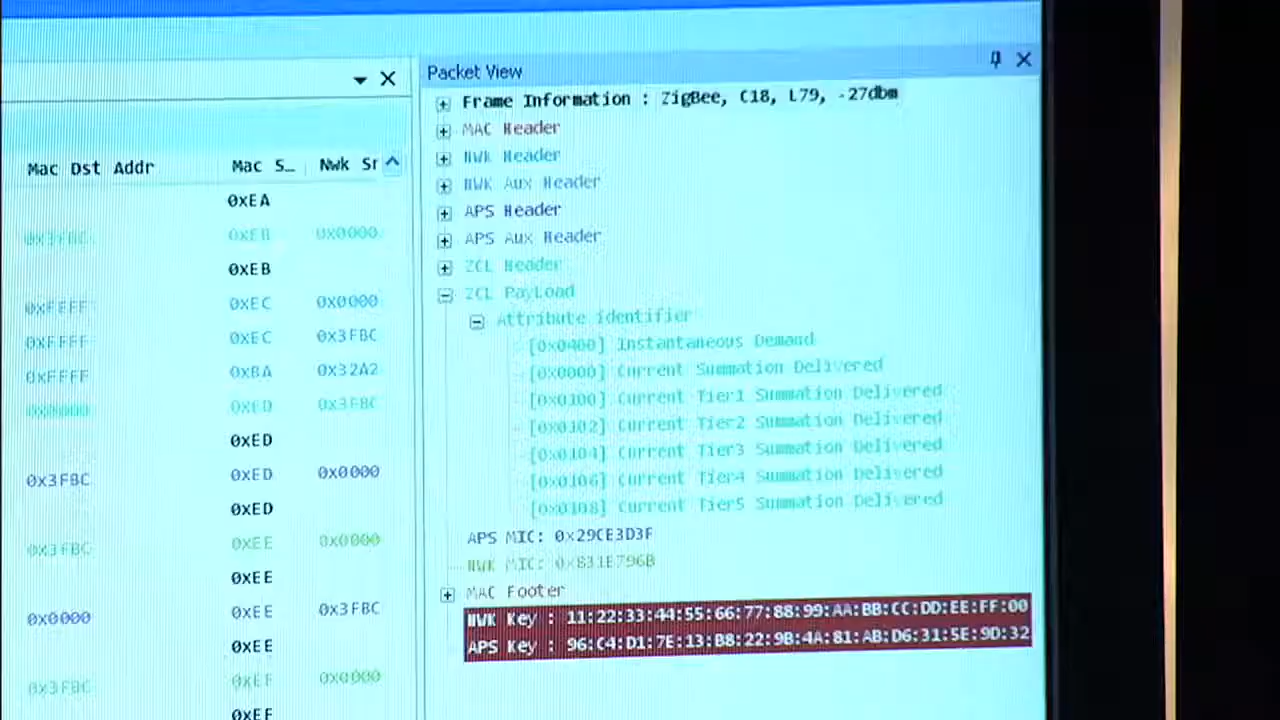 Packet View
Frame Information : ZigBee, C18, L79, -27dbm
MAC Header
NWK Header
NWK Aux Header
APS Header
APS Aux Header
ZCL Header
ZCL PayLoad
Attribute identifier
[0x0400] Instantaneous Demand
[0x0000] Current Summation Delivered
[0x0100] Current Tier1 Summation Delivered
[0x0102] Current Tier2 Summation Delivered
[0x0104] Current Tier3 Summation Delivered
[0x0106] Current Tier4 Summation Delivered
[0x0108] Current Tier5 Summation Delivered
APS MIC: 0x29CE3D3F
NWK MIC: 0x831E796B
MAC Footer
NWK Key : 11:22:33:44:55:66:77:88:99:AA:BB:CC:DD:EE:FF:00
APS Key : 96:C4:D1:7E:13:B8:22:9B:4A:81:AB:D6:31:5E:9D:32
Mac Dst Addr Mac S... Nwk Sr
0xEA
0x3FBC 0xEB 0x0000
0xEB
0xFFFF 0xEC 0x0000
0xFFFF 0xEC 0x3FBC
0xFFFF 0xBA 0x32A2
0x0000 0xED 0x3FBC
0xED
0x3FBC 0xED 0x0000
0xED
0x3FBC 0xEE 0x0000
0xEE
0x0000 0xEE 0x3FBC
0xEE
0x3FBC 0xEF 0x0000
0xEF